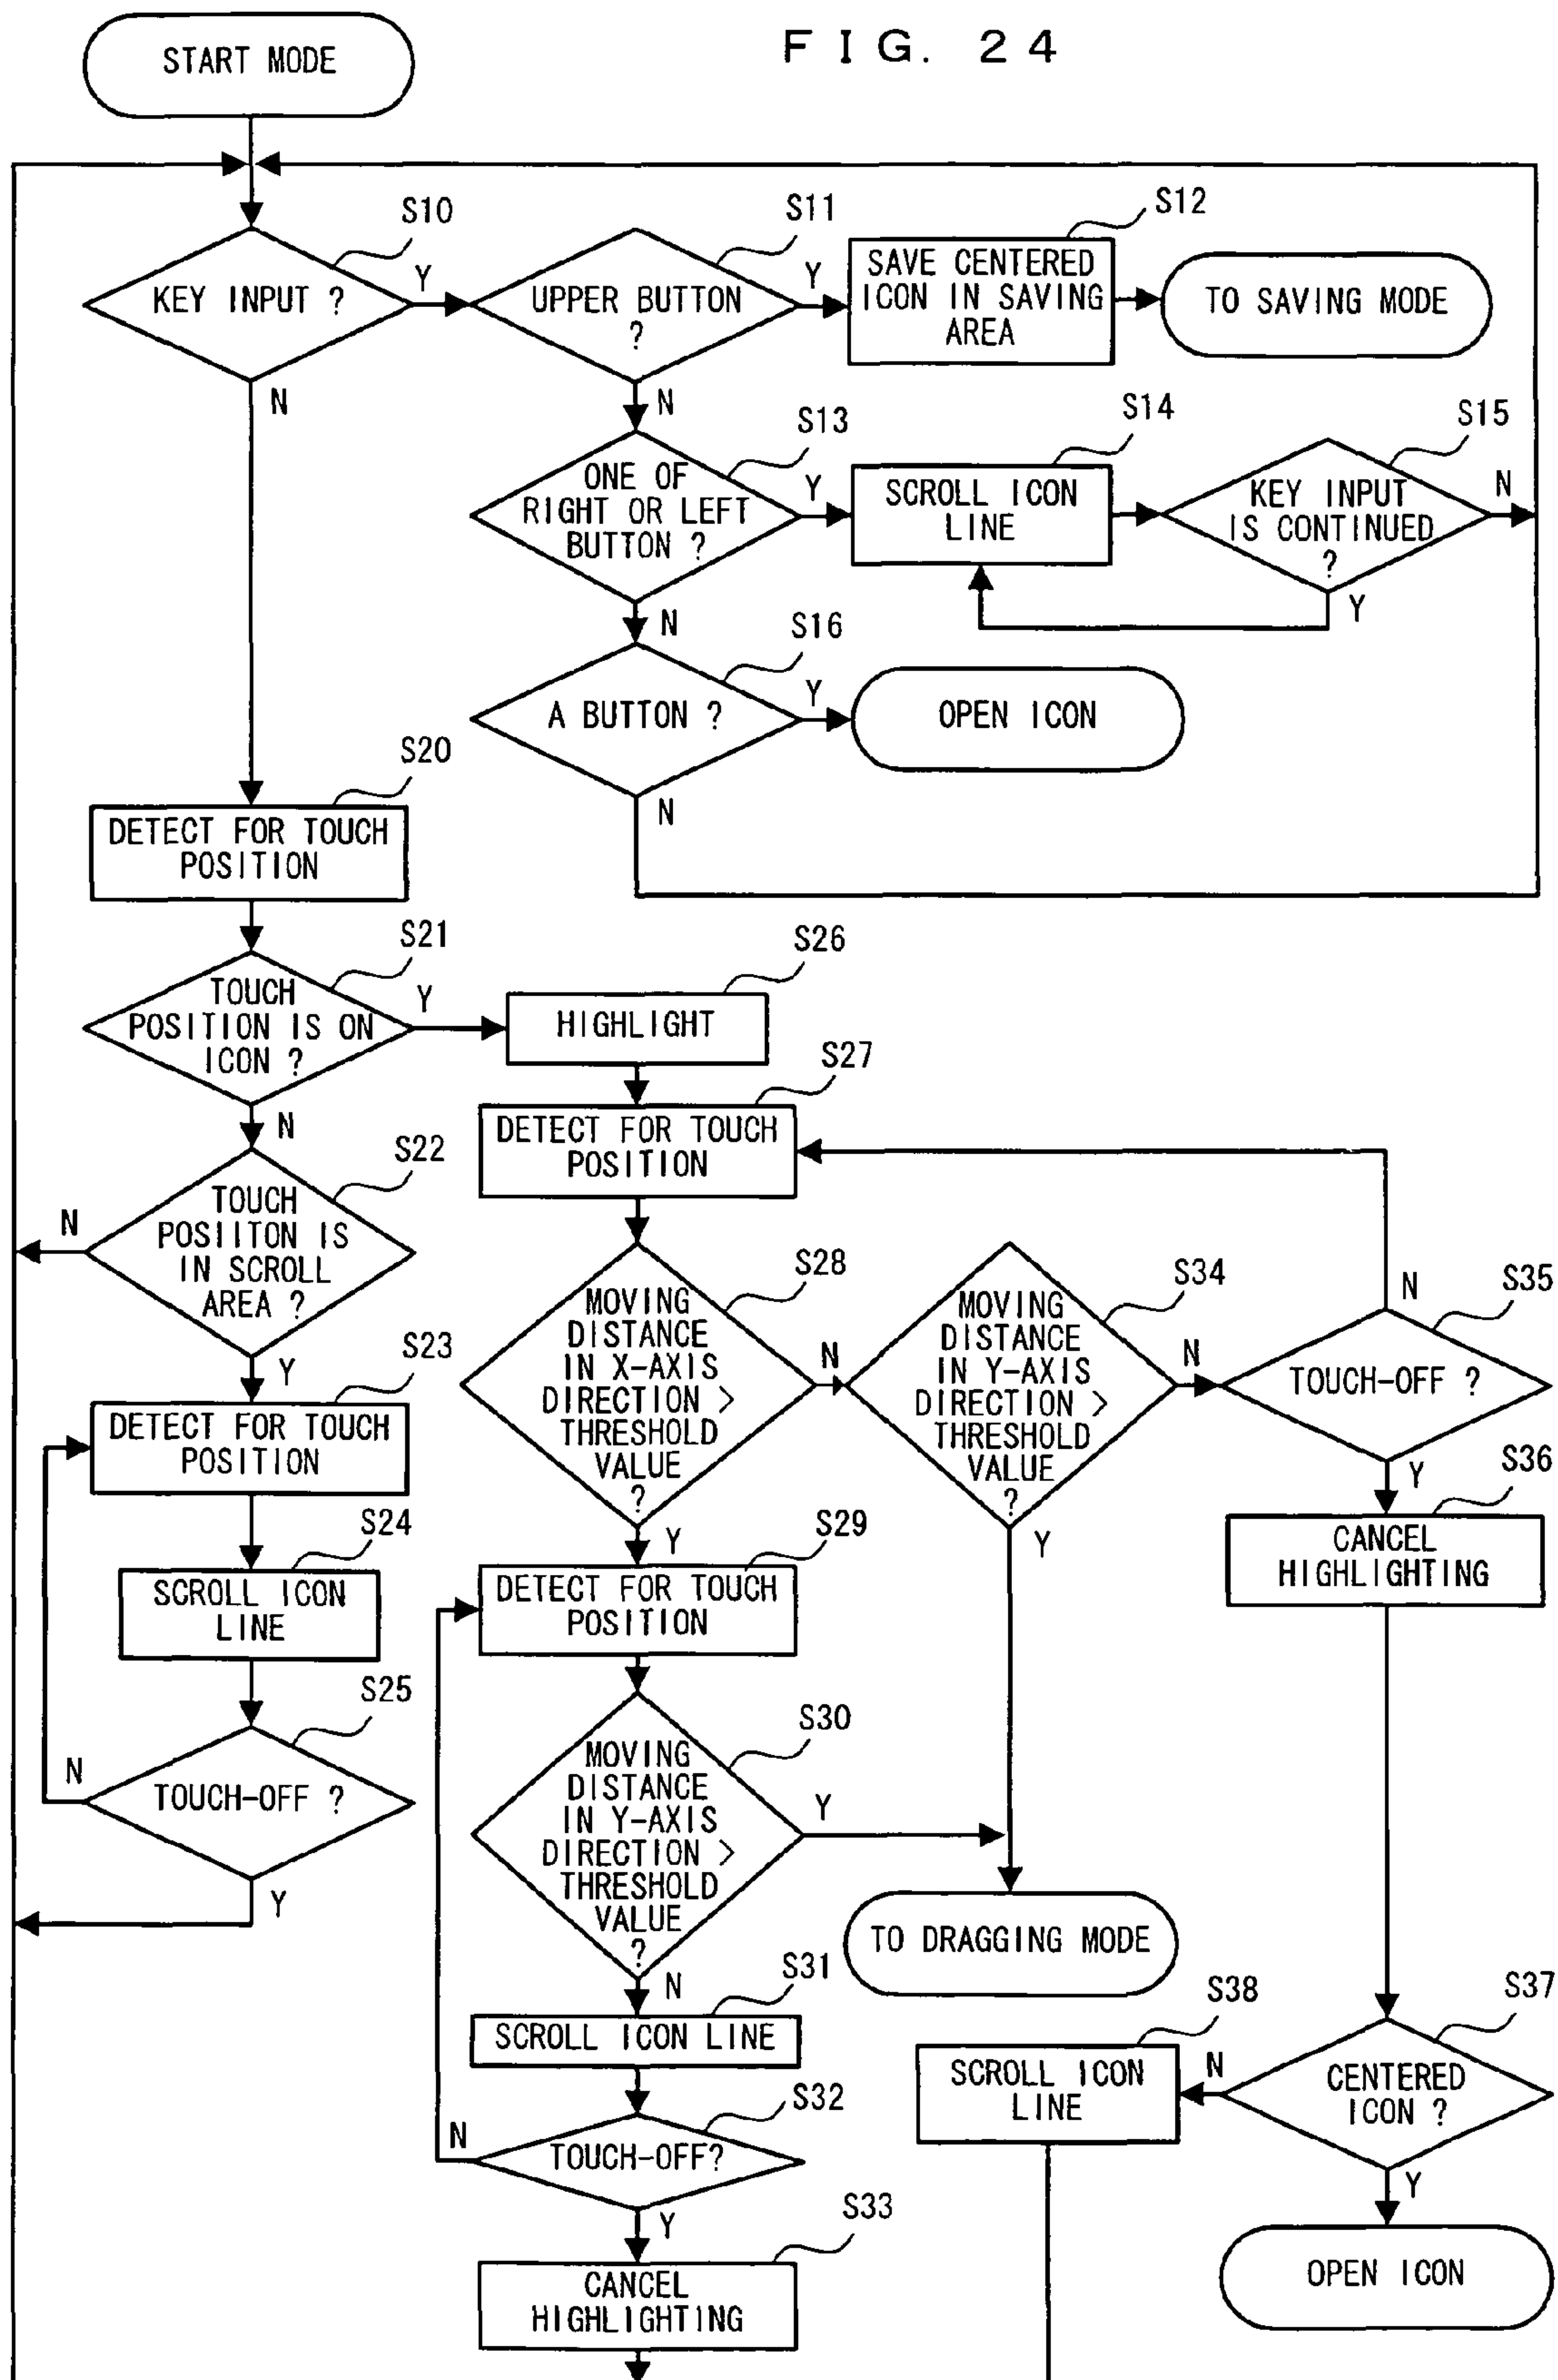 FIG. 24
START MODE
S10
KEY INPUT ?
Y
N
S11
UPPER BUTTON
?
Y
N
S12
SAVE CENTERED
ICON IN SAVING
AREA
TO SAVING MODE
S13
ONE OF
RIGHT OR LEFT
BUTTON ?
Y
N
S14
SCROLL ICON
LINE
S15
KEY INPUT
IS CONTINUED
?
N
Y
S16
A BUTTON ?
Y
N
OPEN ICON
S20
DETECT FOR TOUCH
POSITION
S21
TOUCH
POSITION IS ON
ICON ?
Y
N
S22
TOUCH
POSIITON IS
IN SCROLL
AREA ?
N
Y
S23
DETECT FOR TOUCH
POSITION
S24
SCROLL ICON
LINE
S25
TOUCH-OFF ?
N
Y
S26
HIGHLIGHT
S27
DETECT FOR TOUCH
POSITION
S28
MOVING
DISTANCE
IN X-AXIS
DIRECTION >
THRESHOLD
VALUE
?
N
Y
S29
DETECT FOR TOUCH
POSITION
S30
MOVING
DISTANCE
IN Y-AXIS
DIRECTION >
THRESHOLD
VALUE
?
Y
N
S31
SCROLL ICON LINE
S32
TOUCH-OFF?
N
Y
S33
CANCEL
HIGHLIGHTING
S34
MOVING
DISTANCE
IN Y-AXIS
DIRECTION >
THRESHOLD
VALUE
?
N
Y
TO DRAGGING MODE
S35
TOUCH-OFF ?
N
Y
S36
CANCEL
HIGHLIGHTING
S37
CENTERED
ICON ?
N
Y
S38
SCROLL ICON
LINE
OPEN ICON